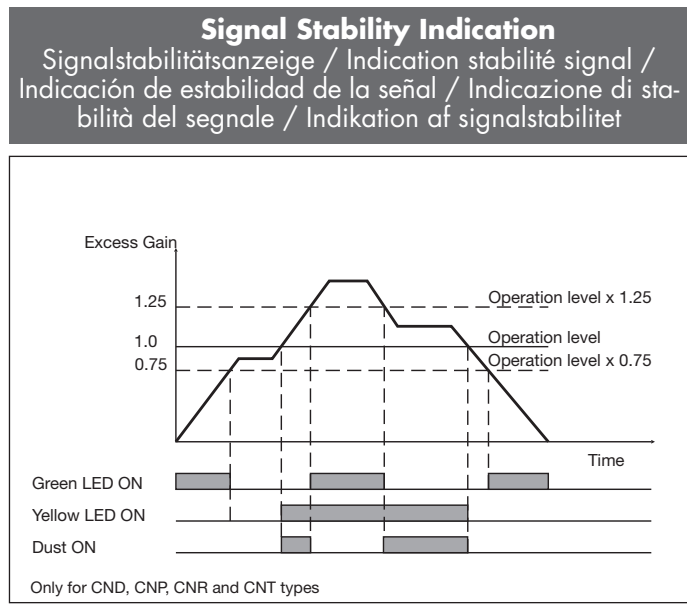 Signal Stability Indication
Signalstabilitätsanzeige / Indication stabilité signal /
Indicación de estabilidad de la señal / Indicazione di sta-
bilità del segnale / Indikation af signalstabilitet
Excess Gain
1.25
Operation level x 1.25
1.0
Operation level
0.75
Operation level x 0.75
Time
Green LED ON
Yellow LED ON
Dust ON
Only for CND, CNP, CNR and CNT types